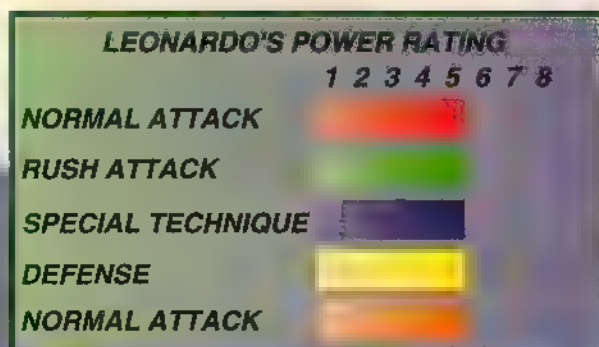 LEONARDO'S POWER RATING
1 2 3 4 5 6 7 8
NORMAL ATTACK
RUSH ATTACK
SPECIAL TECHNIQUE
DEFENSE
NORMAL ATTACK